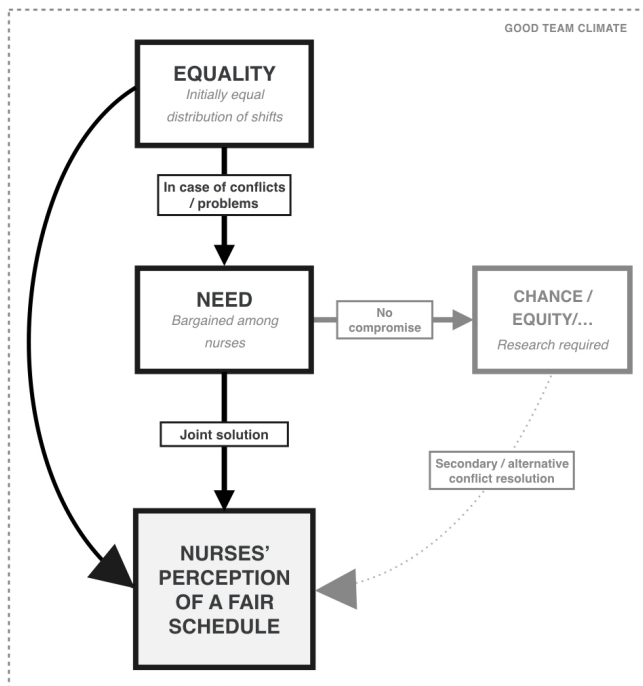 GOOD TEAM CLIMATE
EQUALITY
Initially equal
distribution of shifts
In case of conflicts
/ problems
NEED
Bargained among
nurses
No
compromise
CHANCE /
EQUITY/...
Research required
Joint solution
Secondary / alternative
conflict resolution
NURSES’
PERCEPTION
OF A FAIR
SCHEDULE